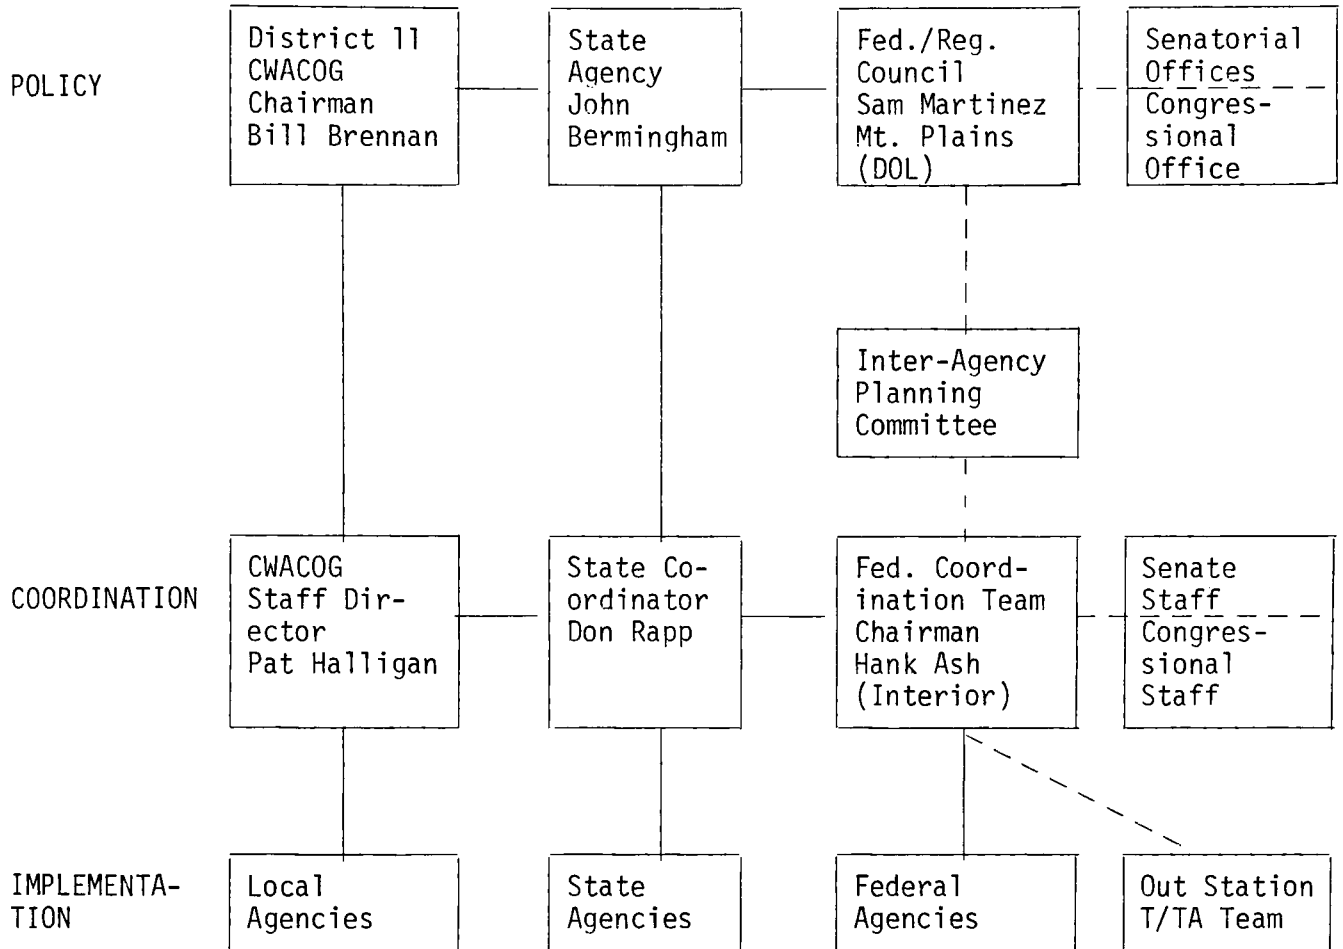 POLICY
District 11
CWACOG
Chairman
Bill Brennan
State
Agency
John
Bermingham
Fed./Reg.
Council
Sam Martinez
Mt. Plains
(DOL)
Senatorial
Offices
Congres-
sional
Office
Inter-Agency
Planning
Committee
COORDINATION
CWACOG
Staff Dir-
ector
Pat Halligan
State Co-
ordinator
Don Rapp
Fed. Coord-
ination Team
Chairman
Hank Ash
(Interior)
Senate
Staff
Congres-
sional
Staff
IMPLEMENTA-
TION
Local
Agencies
State
Agencies
Federal
Agencies
Out Station
T/TA Team